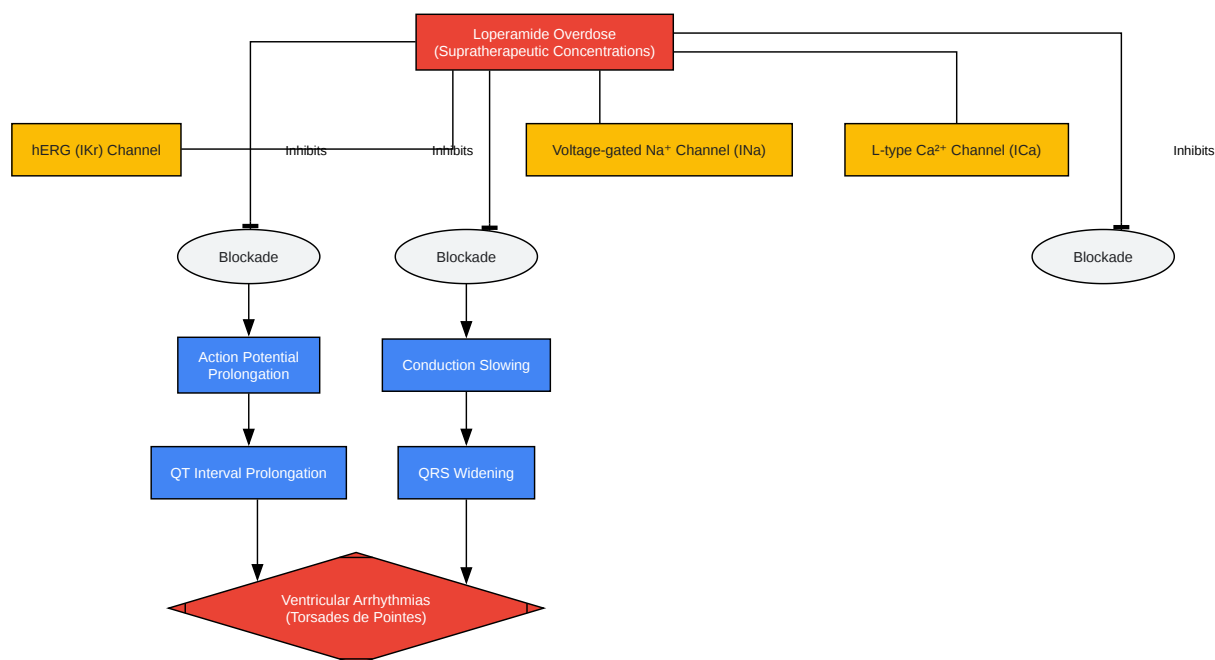 Loperamide Overdose
(Supratherapeutic Concentrations)
hERG (IKr) Channel
Inhibits
Inhibits
Voltage-gated Na⁺ Channel (INa)
L-type Ca²⁺ Channel (ICa)
Inhibits
Blockade
Blockade
Blockade
Action Potential
Prolongation
Conduction Slowing
QT Interval Prolongation
QRS Widening
Ventricular Arrhythmias
(Torsades de Pointes)